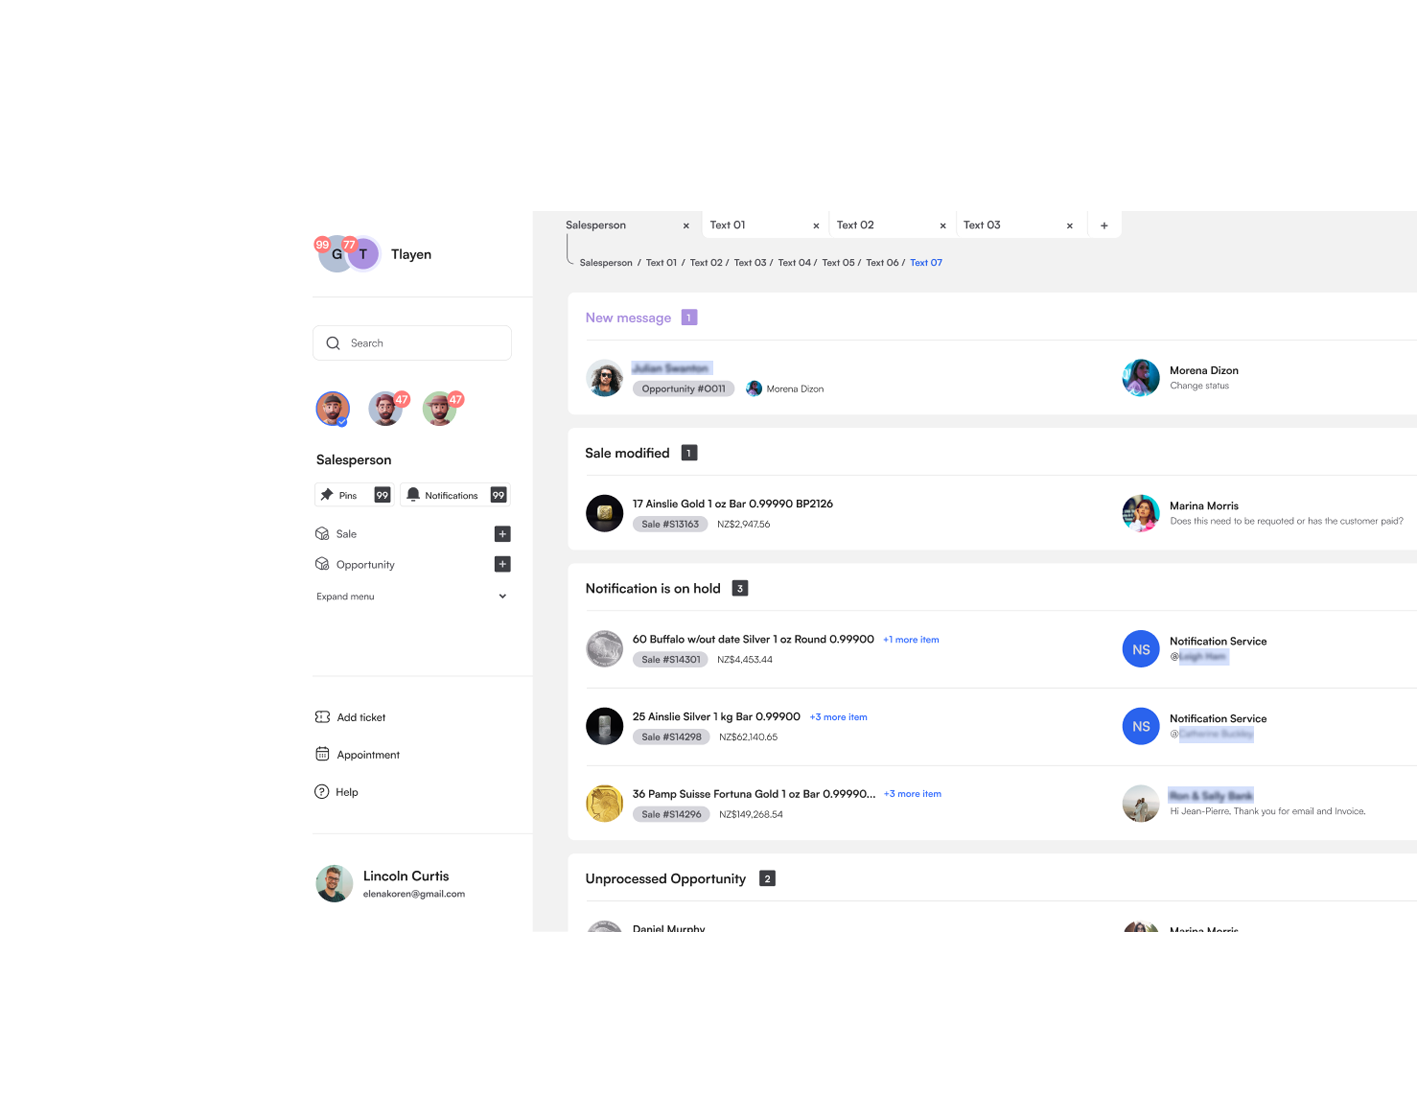 99 77
G T Tlayen
Search
47 47
Salesperson
Pins 99 Notifications 99
Sale +
Opportunity +
Expand menu
Add ticket
Appointment
Help
Lincoln Curtis
elenakoren@gmail.com
Salesperson × Text 01 × Text 02 × Text 03 × +
Salesperson / Text 01 / Text 02 / Text 03 / Text 04 / Text 05 / Text 06 / Text 07
New message 1
Opportunity #O011 Morena Dizon
Morena Dizon
Change status
Sale modified 1
17 Ainslie Gold 1 oz Bar 0.99990 BP2126
Sale #S13163 NZ$2,947.56
Marina Morris
Does this need to be requoted or has the customer paid?
Notification is on hold 3
60 Buffalo w/out date Silver 1 oz Round 0.99900 +1 more item
Sale #S14301 NZ$4,453.44
NS Notification Service
@
25 Ainslie Silver 1 kg Bar 0.99900 +3 more item
Sale #S14298 NZ$62,140.65
NS Notification Service
@
36 Pamp Suisse Fortuna Gold 1 oz Bar 0.99990... +3 more item
Sale #S14296 NZ$149,268.54
Hi Jean-Pierre, Thank you for email and Invoice.
Unprocessed Opportunity 2
Daniel Murphy
Marina Morris